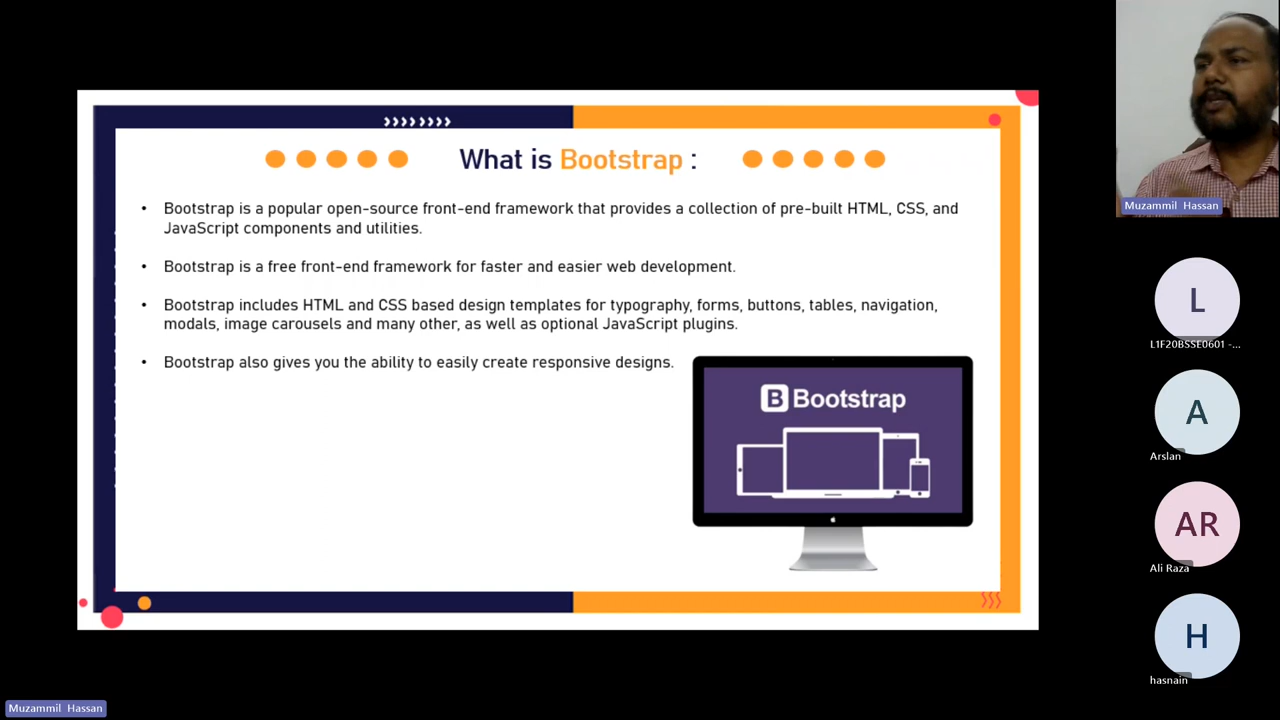 ››››››››
What is Bootstrap :
• Bootstrap is a popular open-source front-end framework that provides a collection of pre-built HTML, CSS, and
JavaScript components and utilities.
• Bootstrap is a free front-end framework for faster and easier web development.
• Bootstrap includes HTML and CSS based design templates for typography, forms, buttons, tables, navigation,
modals, image carousels and many other, as well as optional JavaScript plugins.
• Bootstrap also gives you the ability to easily create responsive designs.
B Bootstrap
Muzammil Hassan
L
L1F20BSSE0601 -...
A
Arslan
AR
Ali Raza
H
hasnain
Muzammil Hassan